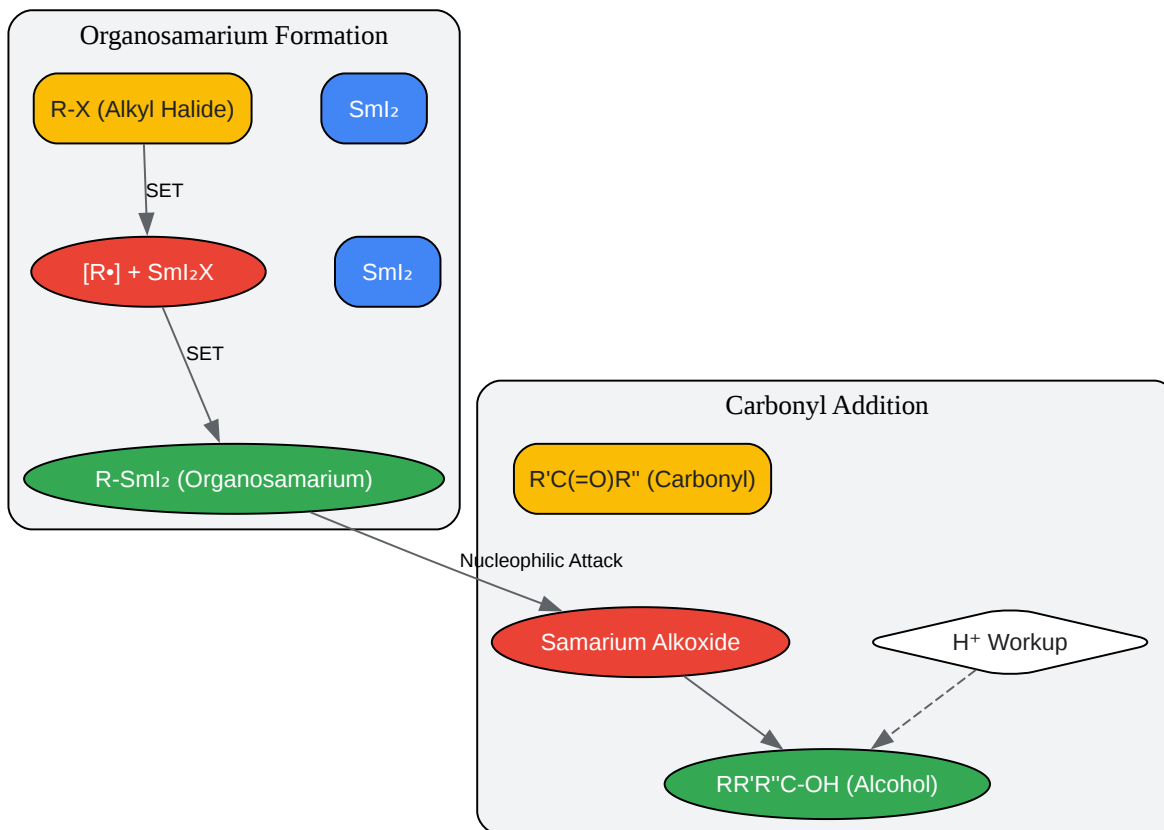 Organosamarium Formation
R-X (Alkyl Halide)
SmI₂
SET
[R•] + SmI₂X
SmI₂
SET
R-SmI₂ (Organosamarium)
Carbonyl Addition
R'C(=O)R'' (Carbonyl)
Nucleophilic Attack
Samarium Alkoxide
H⁺ Workup
RR'R''C-OH (Alcohol)